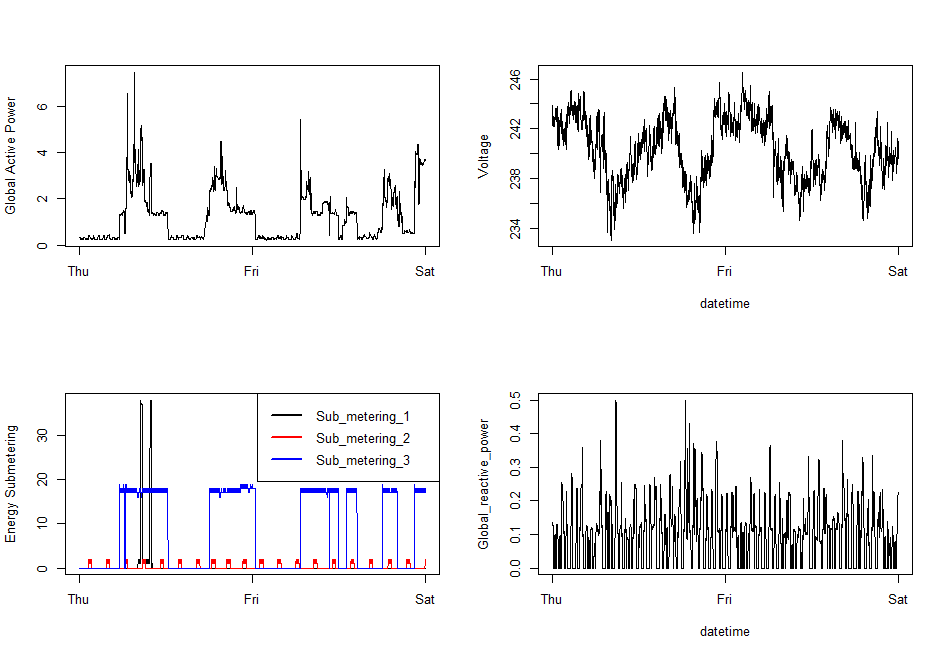 Global Active Power
0 2 4 6
Thu Fri Sat
Voltage
234 238 242 246
Thu Fri Sat
datetime
Energy Submetering
0 10 20 30
Sub_metering_1
Sub_metering_2
Sub_metering_3
Thu Fri Sat
Global_reactive_power
0.0 0.1 0.2 0.3 0.4 0.5
Thu Fri Sat
datetime